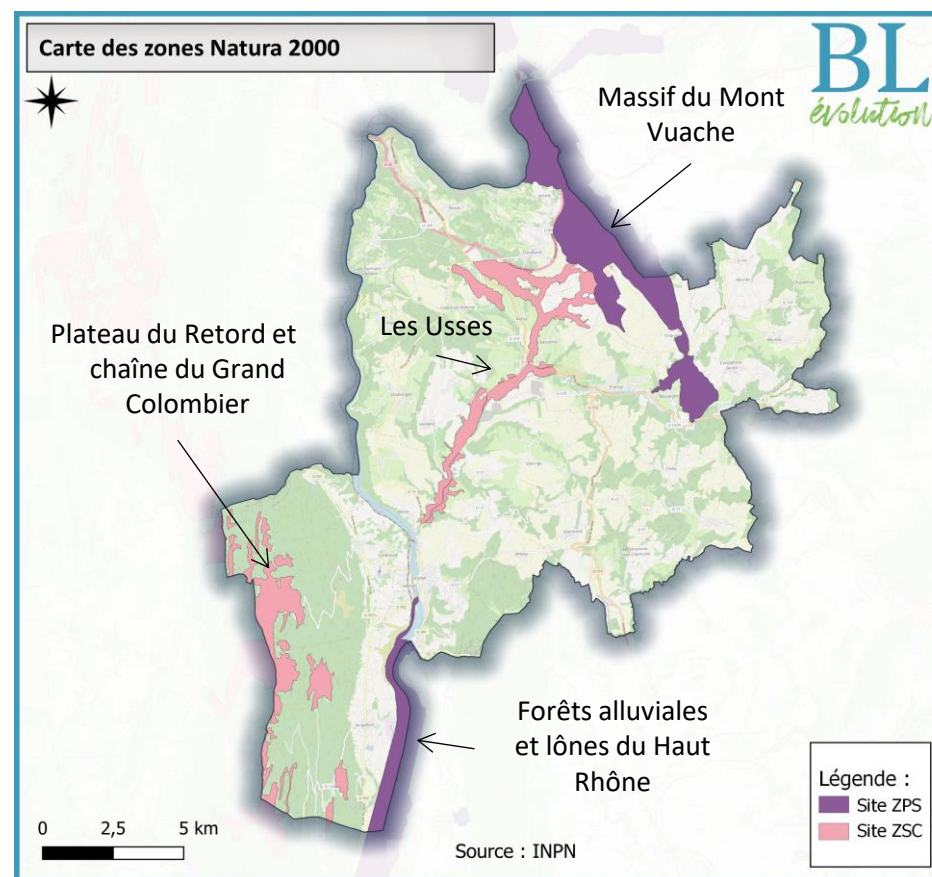 Carte des zones Natura 2000
BL
évolution
Massif du Mont
Vuache
Les Usses
Plateau du Retord et
chaîne du Grand
Colombier
Forêts alluviales
et lônes du Haut
Rhône
Légende :
Site ZPS
Site ZSC
0 2,5 5 km
Source : INPN